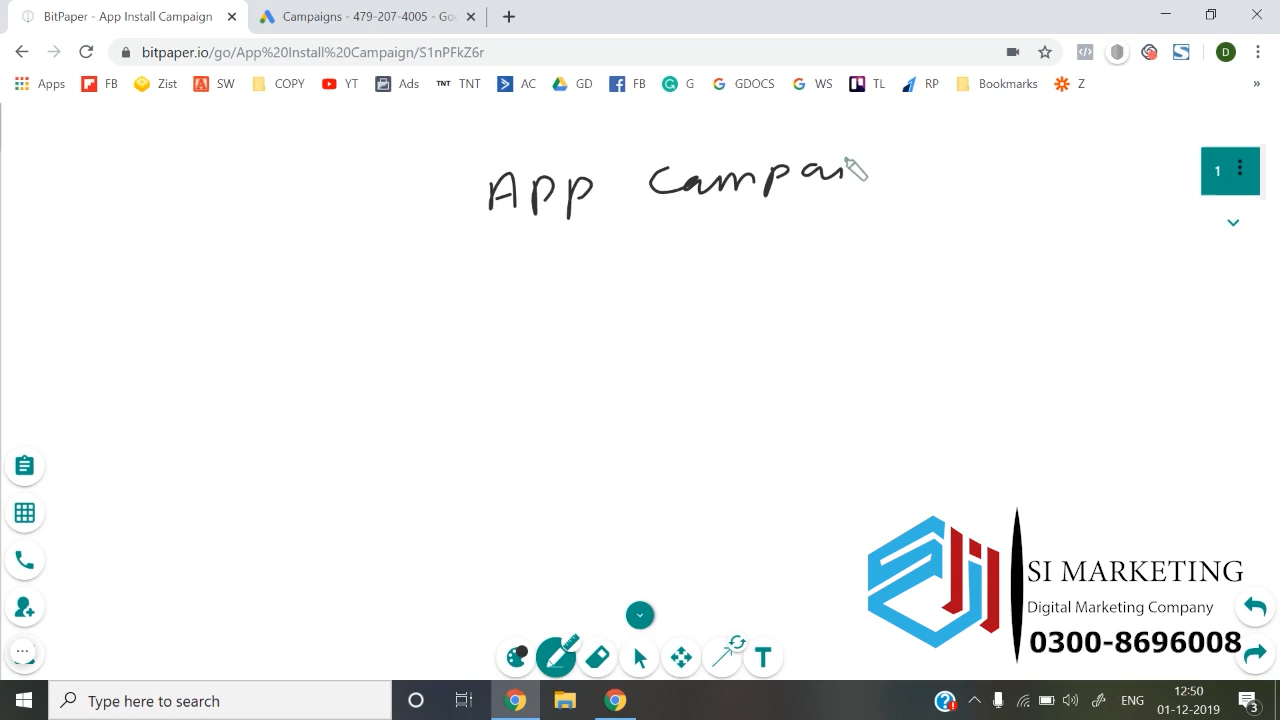 BitPaper - App Install Campaign
Campaigns - 479-207-4005 - Go
bitpaper.io/go/App%20Install%20Campaign/S1nPFkZ6r
D
Apps FB Zist SW COPY YT Ads TNT TNT AC GD FB G GDOCS WS TL RP Bookmarks Z »
App Campai
1
SI MARKETING
Digital Marketing Company
0300-8696008
T
Type here to search
ENG
12:50
01-12-2019
3